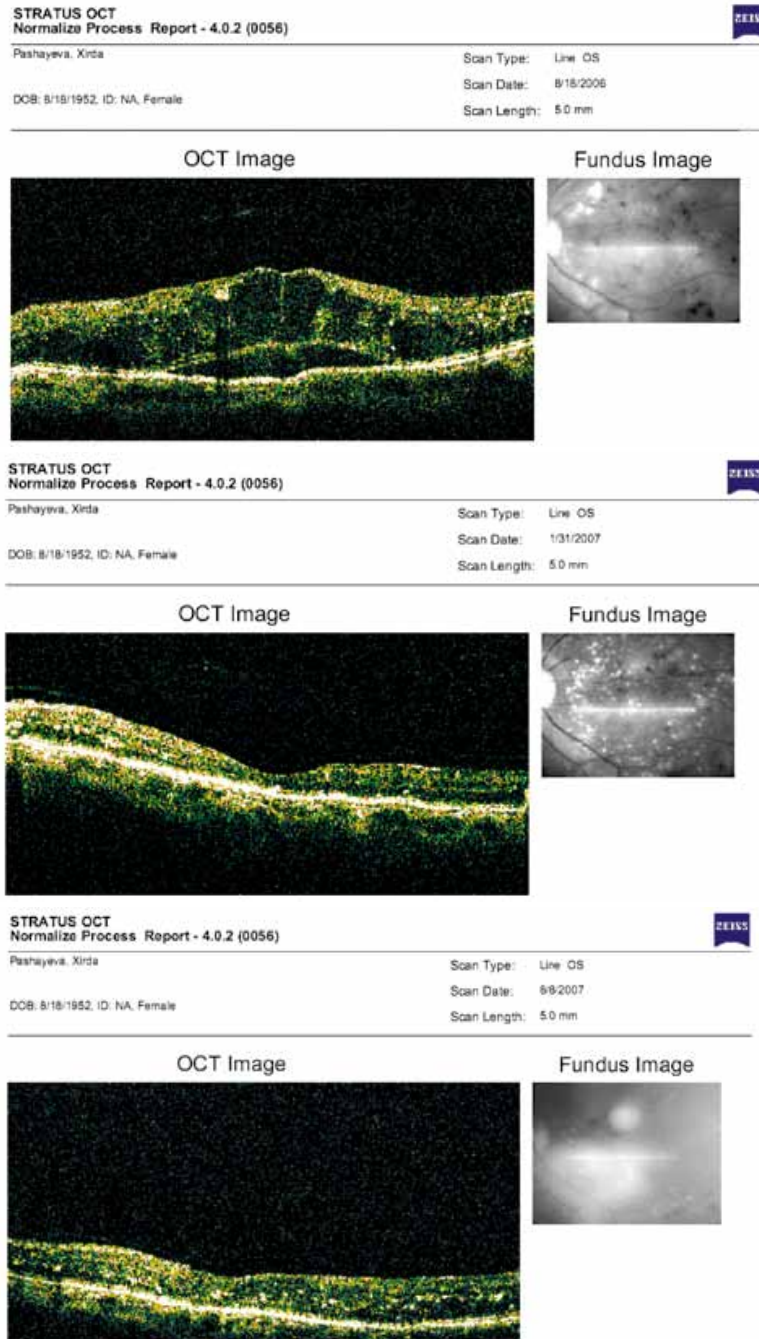 STRATUS OCT
Normalize Process Report - 4.0.2 (0056)
ZEISS
Pashayeva, Xirda
Scan Type: Line OS
Scan Date: 8/18/2006
DOB: 8/18/1952, ID: NA, Female
Scan Length: 5.0 mm
OCT Image
Fundus Image
STRATUS OCT
Normalize Process Report - 4.0.2 (0056)
ZEISS
Pashayeva, Xirda
Scan Type: Line OS
Scan Date: 1/31/2007
DOB: 8/18/1952, ID: NA, Female
Scan Length: 5.0 mm
OCT Image
Fundus Image
STRATUS OCT
Normalize Process Report - 4.0.2 (0056)
ZEISS
Pashayeva, Xirda
Scan Type: Line OS
Scan Date: 8/8/2007
DOB: 8/18/1952, ID: NA, Female
Scan Length: 5.0 mm
OCT Image
Fundus Image